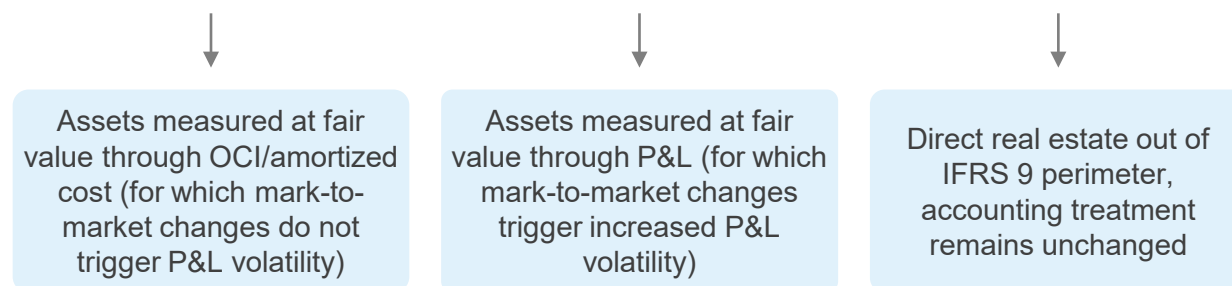 Assets measured at fair
value through OCI/amortized
cost (for which mark-to-
market changes do not
trigger P&L volatility)
Assets measured at fair
value through P&L (for which
mark-to-market changes
trigger increased P&L
volatility)
Direct real estate out of
IFRS 9 perimeter,
accounting treatment
remains unchanged